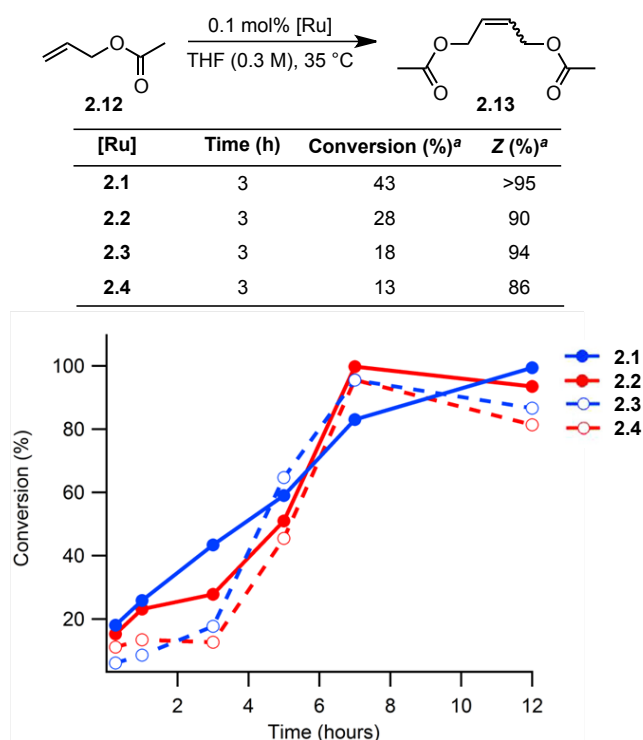 0.1 mol% [Ru]
THF (0.3 M), 35 °C
O
O
2.12
O
O
O
O
2.13
[Ru] Time (h) Conversion (%)a Z (%)a
2.1 3 43 >95
2.2 3 28 90
2.3 3 18 94
2.4 3 13 86
Conversion (%)
100
80
60
40
20
2 4 6 8 10 12
Time (hours)
2.1
2.2
2.3
2.4